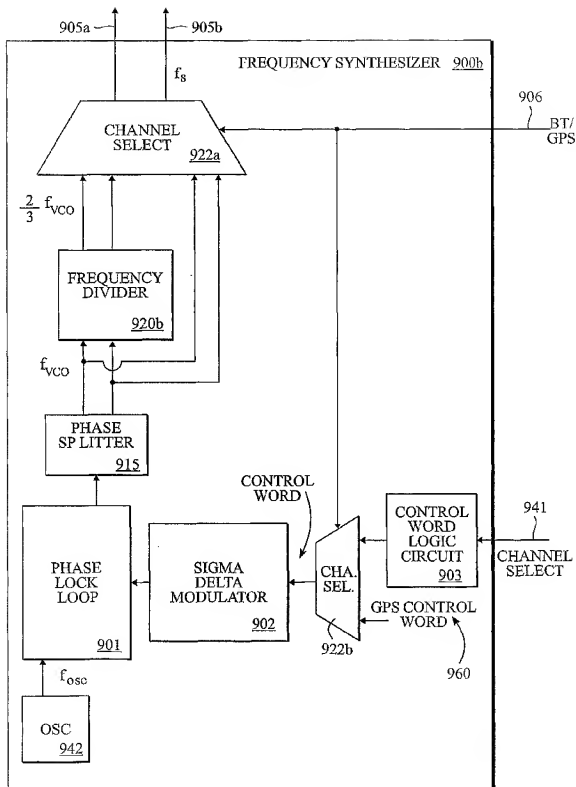 905a
905b
FREQUENCY SYNTHESIZER 900b
fs
906
BT/
GPS
CHANNEL
SELECT
922a
2/3 fVCO
FREQUENCY
DIVIDER
920b
fVCO
PHASE
SP LITTER
915
CONTROL
WORD
CONTROL
WORD
LOGIC
CIRCUIT
903
941
CHANNEL
SELECT
PHASE
LOCK
LOOP
901
SIGMA
DELTA
MODULATOR
902
CHA.
SEL.
922b
GPS CONTROL
WORD
960
fosc
OSC
942